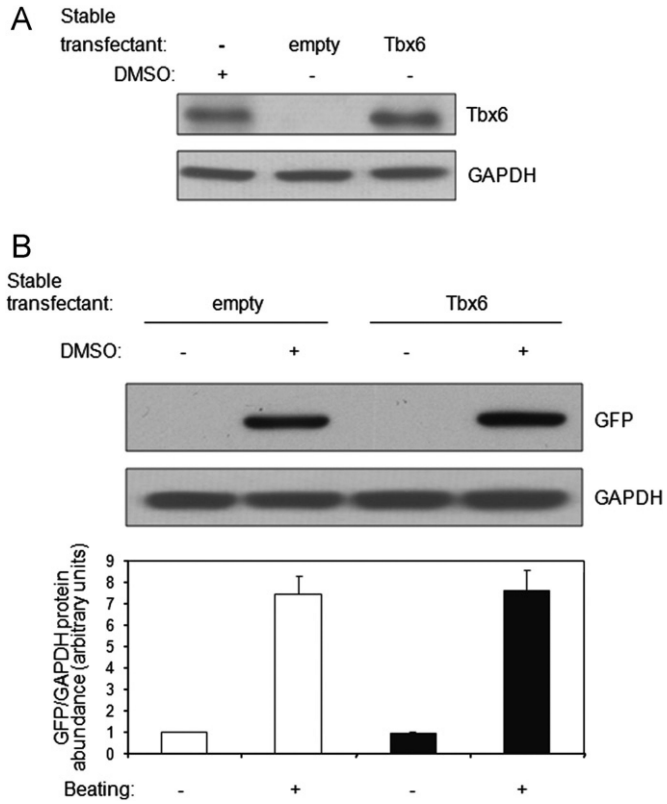 A
Stable
transfectant: - empty Tbx6
DMSO: + - -
Tbx6
GAPDH
B
Stable
transfectant: empty Tbx6
DMSO: - + - +
GFP
GAPDH
GFP/GAPDH protein
abundance (arbitrary units)
9
8
7
6
5
4
3
2
1
0
Beating: - + - +